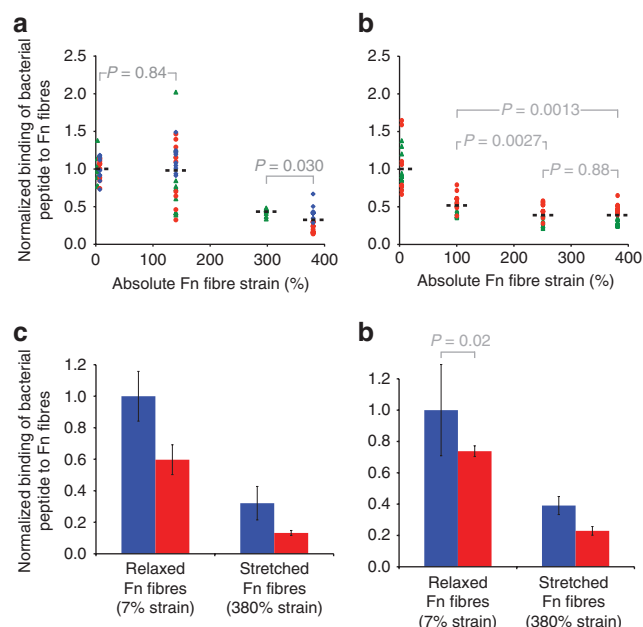 a
Normalized binding of bacterial
peptide to Fn fibres
2.5
2.0
1.5
1.0
0.5
0.0
P = 0.84
P = 0.030
0
100
200
300
400
Absolute Fn fibre strain (%)
b
2.5
2.0
1.5
1.0
0.5
0.0
P = 0.0013
P = 0.0027
P = 0.88
0
100
200
300
400
Absolute Fn fibre strain (%)
c
Normalized binding of bacterial
peptide to Fn fibres
1.2
1.0
0.8
0.6
0.4
0.2
0.0
Relaxed
Fn fibres
(7% strain)
Stretched
Fn fibres
(380% strain)
b
P = 0.02
1.2
1.0
0.8
0.6
0.4
0.2
0.0
Relaxed
Fn fibres
(7% strain)
Stretched
Fn fibres
(380% strain)